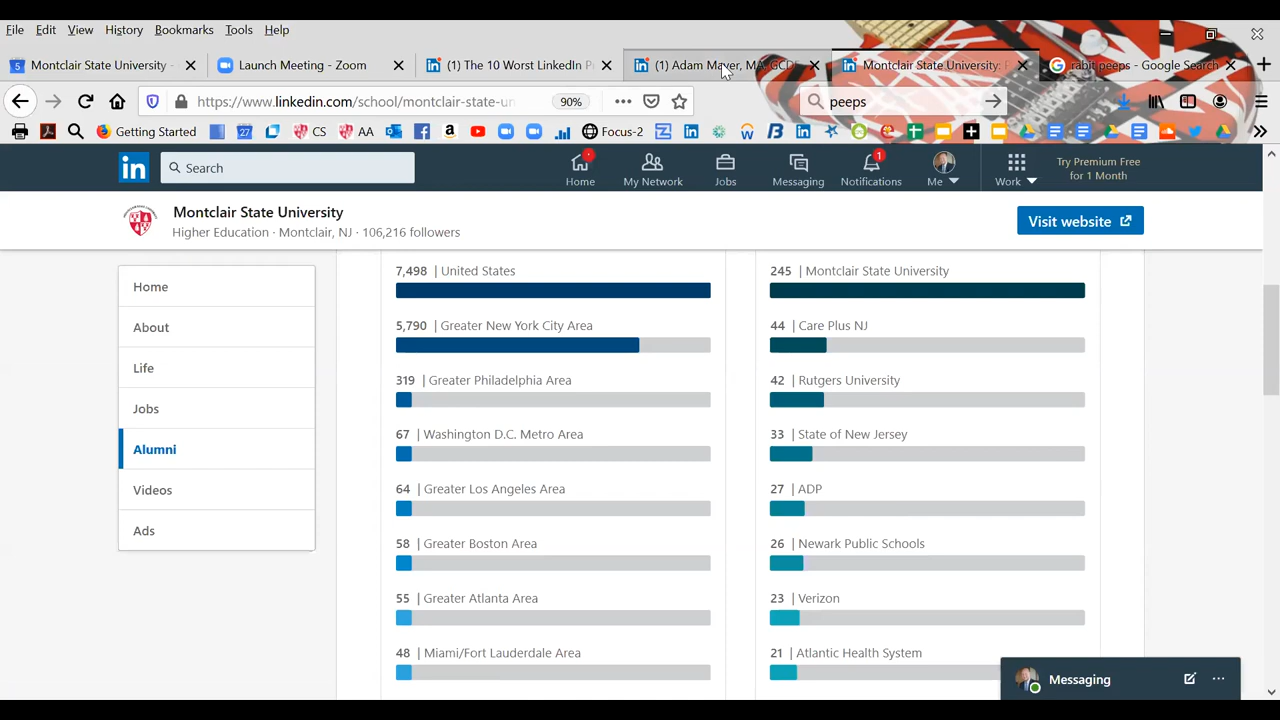 File Edit View History Bookmarks Tools Help
Montclair State University -
Launch Meeting - Zoom
(1) The 10 Worst LinkedIn P
(1) Adam Mayer, MA, GCDF
Montclair State University: P
rabit peeps - Google Search
https://www.linkedin.com/school/montclair-state-un
90%
peeps
Getting Started
CS
AA
Focus-2
in
Search
Home
My Network
Jobs
Messaging
1
Notifications
Me
Work
Try Premium Free
for 1 Month
Montclair State University
Higher Education · Montclair, NJ · 106,216 followers
Visit website
Home
About
Life
Jobs
Alumni
Videos
Ads
7,498 | United States
5,790 | Greater New York City Area
319 | Greater Philadelphia Area
67 | Washington D.C. Metro Area
64 | Greater Los Angeles Area
58 | Greater Boston Area
55 | Greater Atlanta Area
48 | Miami/Fort Lauderdale Area
245 | Montclair State University
44 | Care Plus NJ
42 | Rutgers University
33 | State of New Jersey
27 | ADP
26 | Newark Public Schools
23 | Verizon
21 | Atlantic Health System
Messaging